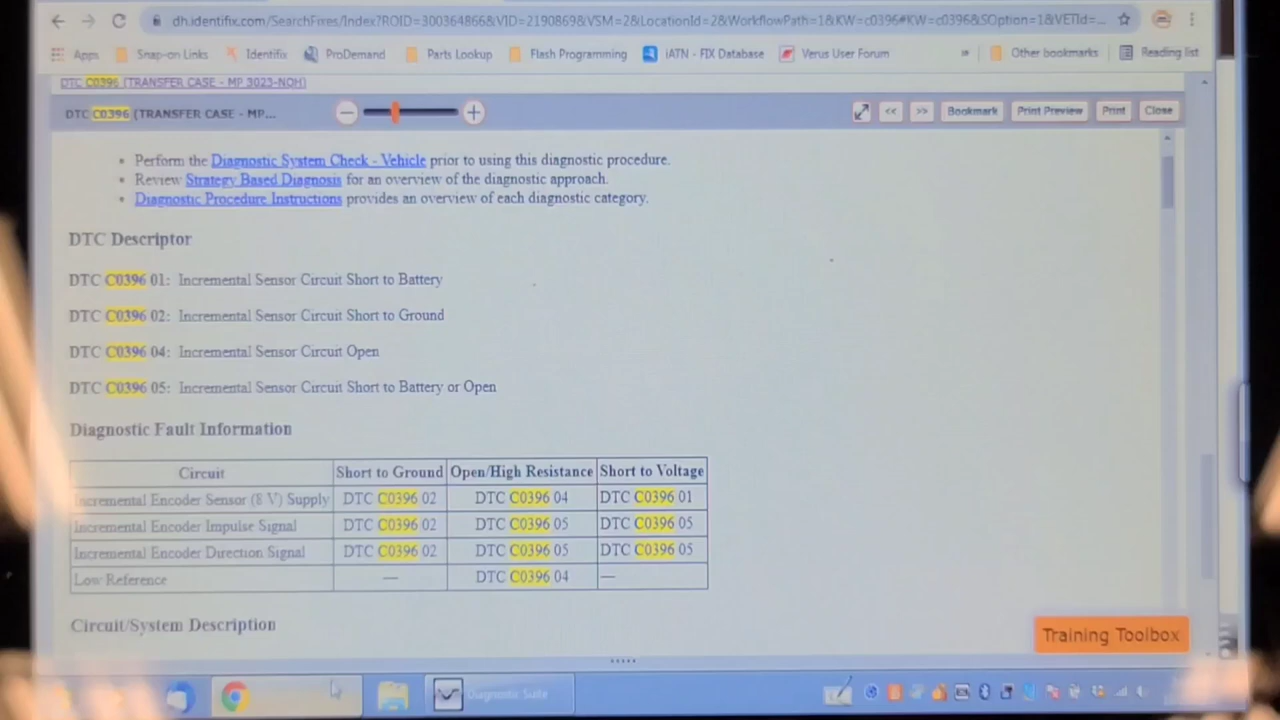 dh.identifix.com/SearchFixes/Index?ROID=300364866&VID=2190869&VSM=2&LocationId=2&WorkflowPath=1&KW=c0396#KW=c0396&SOption=1&VETId=...
Apps Snap-on Links Identifix ProDemand Parts Lookup Flash Programming iATN - FIX Database Verus User Forum » Other bookmarks Reading list
DTC C0396 (TRANSFER CASE - MP 3023-NQH)
DTC C0396 (TRANSFER CASE - MP... << >> Bookmark Print Preview Print Close
• Perform the Diagnostic System Check - Vehicle prior to using this diagnostic procedure.
• Review Strategy Based Diagnosis for an overview of the diagnostic approach.
• Diagnostic Procedure Instructions provides an overview of each diagnostic category.
DTC Descriptor
DTC C0396 01: Incremental Sensor Circuit Short to Battery
DTC C0396 02: Incremental Sensor Circuit Short to Ground
DTC C0396 04: Incremental Sensor Circuit Open
DTC C0396 05: Incremental Sensor Circuit Short to Battery or Open
Diagnostic Fault Information
Circuit Short to Ground Open/High Resistance Short to Voltage
Incremental Encoder Sensor (8 V) Supply DTC C0396 02 DTC C0396 04 DTC C0396 01
Incremental Encoder Impulse Signal DTC C0396 02 DTC C0396 05 DTC C0396 05
Incremental Encoder Direction Signal DTC C0396 02 DTC C0396 05 DTC C0396 05
Low Reference — DTC C0396 04 —
Circuit/System Description
Training Toolbox
Diagnostic Suite